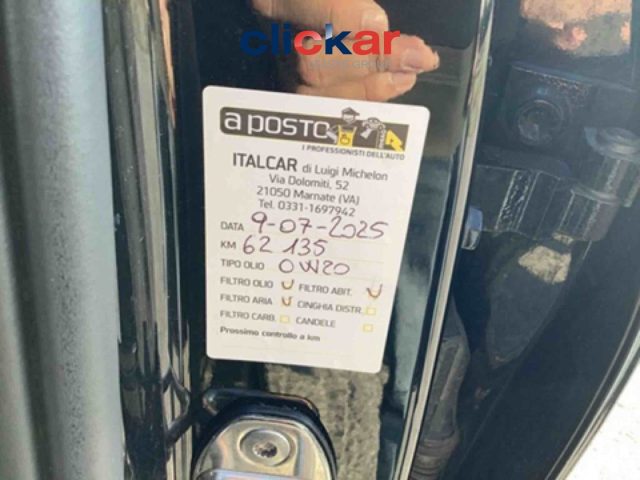 clickar
a posto
I PROFESSIONISTI DELL'AUTO
ITALCAR di Luigi Michelon
Via Dolomiti, 52
21050 Marnate (VA)
Tel. 0331-1697942
DATA 9-07-2025
KM 62 135
TIPO OLIO 0W20
FILTRO OLIO FILTRO ABIT.
FILTRO ARIA CINGHIA DISTR.
FILTRO CARB. CANDELE
Prossimo controllo a km